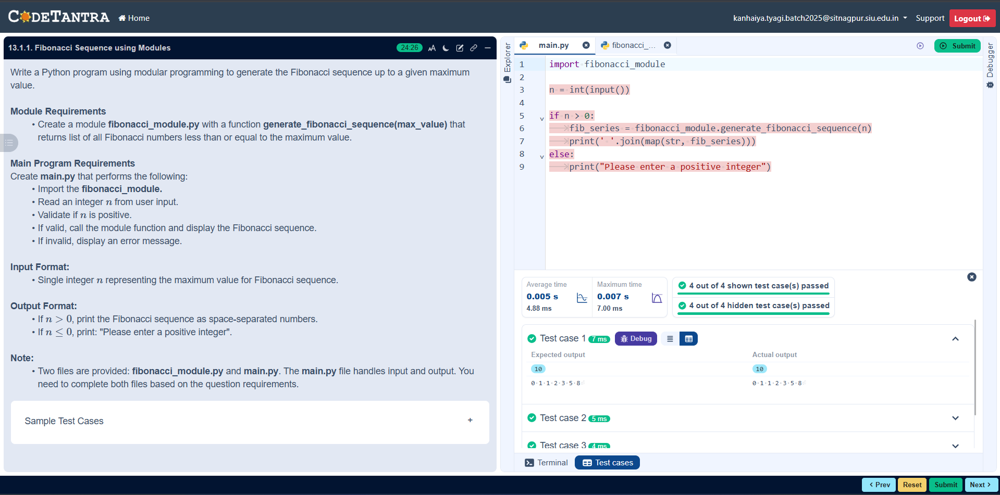 CODETANTRA Home
kanhaiya.tyagi.batch2025@sitnagpur.siu.edu.in Support Logout
13.1.1. Fibonacci Sequence using Modules
24:26
Write a Python program using modular programming to generate the Fibonacci sequence up to a given maximum
value.
Module Requirements
• Create a module fibonacci_module.py with a function generate_fibonacci_sequence(max_value) that
returns list of all Fibonacci numbers less than or equal to the maximum value.
Main Program Requirements
Create main.py that performs the following:
• Import the fibonacci_module.
• Read an integer n from user input.
• Validate if n is positive.
• If valid, call the module function and display the Fibonacci sequence.
• If invalid, display an error message.
Input Format:
• Single integer n representing the maximum value for Fibonacci sequence.
Output Format:
• If n > 0, print the Fibonacci sequence as space-separated numbers.
• If n ≤ 0, print: "Please enter a positive integer".
Note:
• Two files are provided: fibonacci_module.py and main.py. The main.py file handles input and output. You
need to complete both files based on the question requirements.
Sample Test Cases +
Explorer
main.py
fibonacci_...
Submit
Debugger
1 import fibonacci_module
2
3 n = int(input())
4
5 if n > 0:
6 fib_series = fibonacci_module.generate_fibonacci_sequence(n)
7 print(' '.join(map(str, fib_series)))
8 else:
9 print("Please enter a positive integer")
Average time
0.005 s
4.88 ms
Maximum time
0.007 s
7.00 ms
4 out of 4 shown test case(s) passed
4 out of 4 hidden test case(s) passed
Test case 1 7 ms Debug
Expected output Actual output
10 10
0·1·1·2·3·5·8 0·1·1·2·3·5·8
Test case 2 5 ms
Test case 3 4 ms
Terminal Test cases
Prev Reset Submit Next